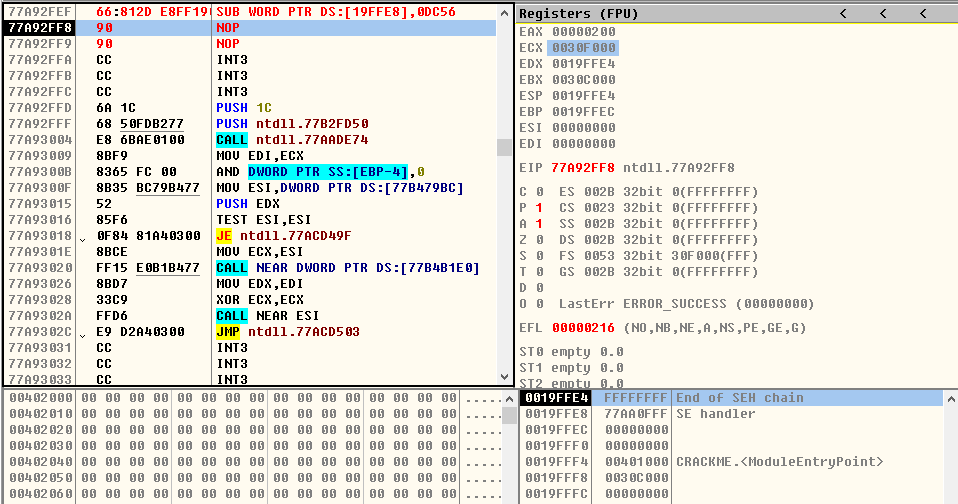 77A92FEF 66:812D E8FF19 SUB WORD PTR DS:[19FFE8],0DC56
77A92FF8 90 NOP
77A92FF9 90 NOP
77A92FFA CC INT3
77A92FFB CC INT3
77A92FFC CC INT3
77A92FFD 6A 1C PUSH 1C
77A92FFF 68 50FDB277 PUSH ntdll.77B2FD50
77A93004 E8 6BAE0100 CALL ntdll.77AADE74
77A93009 8BF9 MOV EDI,ECX
77A9300B 8365 FC 00 AND DWORD PTR SS:[EBP-4],0
77A9300F 8B35 BC79B477 MOV ESI,DWORD PTR DS:[77B479BC]
77A93015 52 PUSH EDX
77A93016 85F6 TEST ESI,ESI
77A93018 0F84 81A40300 JE ntdll.77ACD49F
77A9301E 8BCE MOV ECX,ESI
77A93020 FF15 E0B1B477 CALL NEAR DWORD PTR DS:[77B4B1E0]
77A93026 8BD7 MOV EDX,EDI
77A93028 33C9 XOR ECX,ECX
77A9302A FFD6 CALL NEAR ESI
77A9302C E9 D2A40300 JMP ntdll.77ACD503
77A93031 CC INT3
77A93032 CC INT3
77A93033 CC INT3
Registers (FPU) < < <
EAX 00000200
ECX 0030F000
EDX 0019FFE4
EBX 0030C000
ESP 0019FFE4
EBP 0019FFEC
ESI 00000000
EDI 00000000
EIP 77A92FF8 ntdll.77A92FF8
C 0 ES 002B 32bit 0(FFFFFFFF)
P 1 CS 0023 32bit 0(FFFFFFFF)
A 1 SS 002B 32bit 0(FFFFFFFF)
Z 0 DS 002B 32bit 0(FFFFFFFF)
S 0 FS 0053 32bit 30F000(FFF)
T 0 GS 002B 32bit 0(FFFFFFFF)
D 0
O 0 LastErr ERROR_SUCCESS (00000000)
EFL 00000216 (NO,NB,NE,A,NS,PE,GE,G)
ST0 empty 0.0
ST1 empty 0.0
ST2 empty 0.0
00402000 00 00 00 00 00 00 00 00 00 00 00 00 00 00 00 00 .....
00402010 00 00 00 00 00 00 00 00 00 00 00 00 00 00 00 00 .....
00402020 00 00 00 00 00 00 00 00 00 00 00 00 00 00 00 00 .....
00402030 00 00 00 00 00 00 00 00 00 00 00 00 00 00 00 00 .....
00402040 00 00 00 00 00 00 00 00 00 00 00 00 00 00 00 00 .....
00402050 00 00 00 00 00 00 00 00 00 00 00 00 00 00 00 00 .....
00402060 00 00 00 00 00 00 00 00 00 00 00 00 00 00 00 00 .....
0019FFE4 FFFFFFFF End of SEH chain
0019FFE8 77AA0FFF SE handler
0019FFEC 00000000
0019FFF0 00000000
0019FFF4 00401000 CRACKME.<ModuleEntryPoint>
0019FFF8 0030C000
0019FFFC 00000000